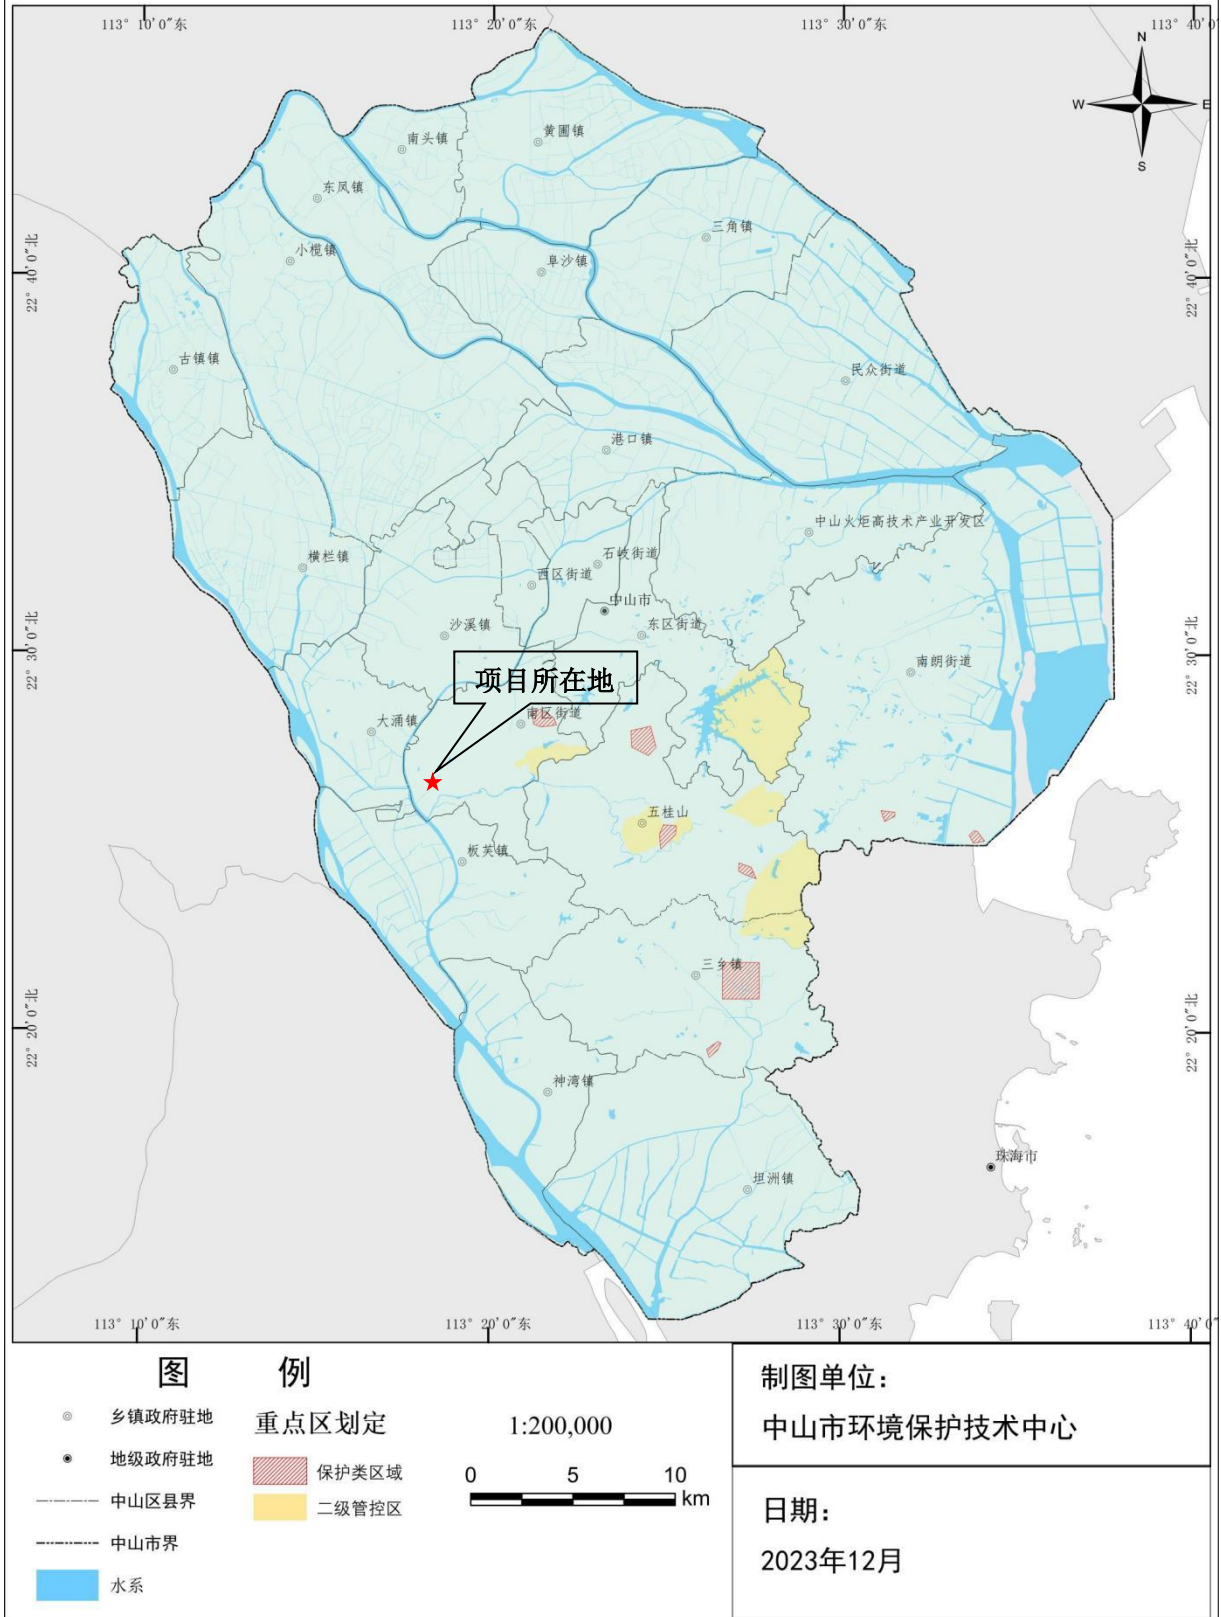 113° 10′0″东
113° 20′0″东
113° 30′0″东
113° 40′0
N
W
E
S
黄圃镇
南头镇
东凤镇
三角镇
小榄镇
阜沙镇
22° 40′0″北
22° 40′0″北
古镇镇
民众街道
港口镇
中山火炬高技术产业开发区
石岐街道
横栏镇
西区街道
中山市
沙溪镇
东区街道
22° 30′0″北
22° 30′0″北
南朗街道
项目所在地
南区街道
大涌镇
五桂山
板芙镇
三乡镇
22° 20′0″北
22° 20′0″北
神湾镇
珠海市
坦洲镇
113° 10′0″东
113° 20′0″东
113° 30′0″东
113° 40′0
图 例
乡镇政府驻地
地级政府驻地
中山区县界
中山市界
水系
重点区划定
保护类区域
二级管控区
1:200,000
0 5 10
km
制图单位：
中山市环境保护技术中心
日期：
2023年12月